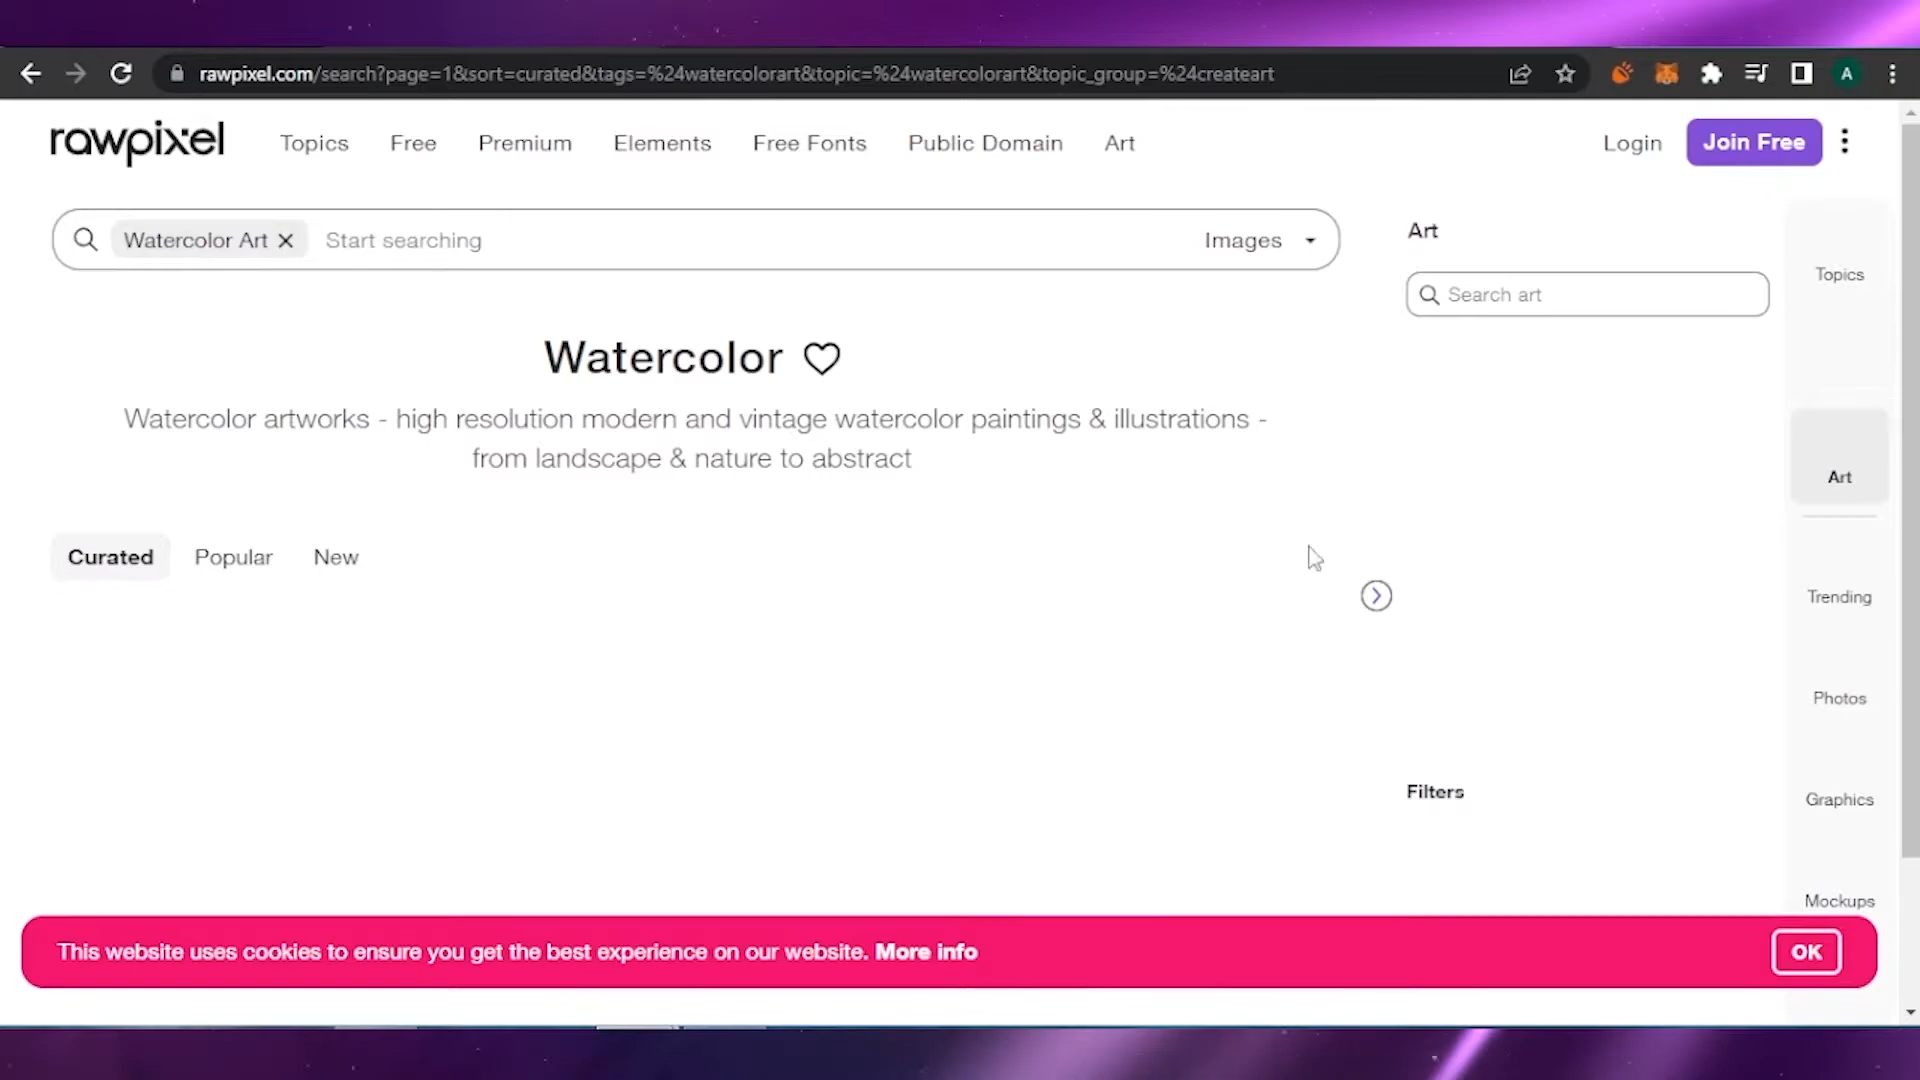 rawpixel.com/search?page=1&sort=curated&tags=%24watercolorart&topic=%24watercolorart&topic_group=%24createart
A
rawpixel
Topics
Free
Premium
Elements
Free Fonts
Public Domain
Art
Login
Join Free
Watercolor Art
Start searching
Images
Art
Search art
Topics
Watercolor
Watercolor artworks - high resolution modern and vintage watercolor paintings & illustrations -
from landscape & nature to abstract
Art
Curated
Popular
New
Trending
Photos
Filters
Graphics
Mockups
This website uses cookies to ensure you get the best experience on our website. More info
OK